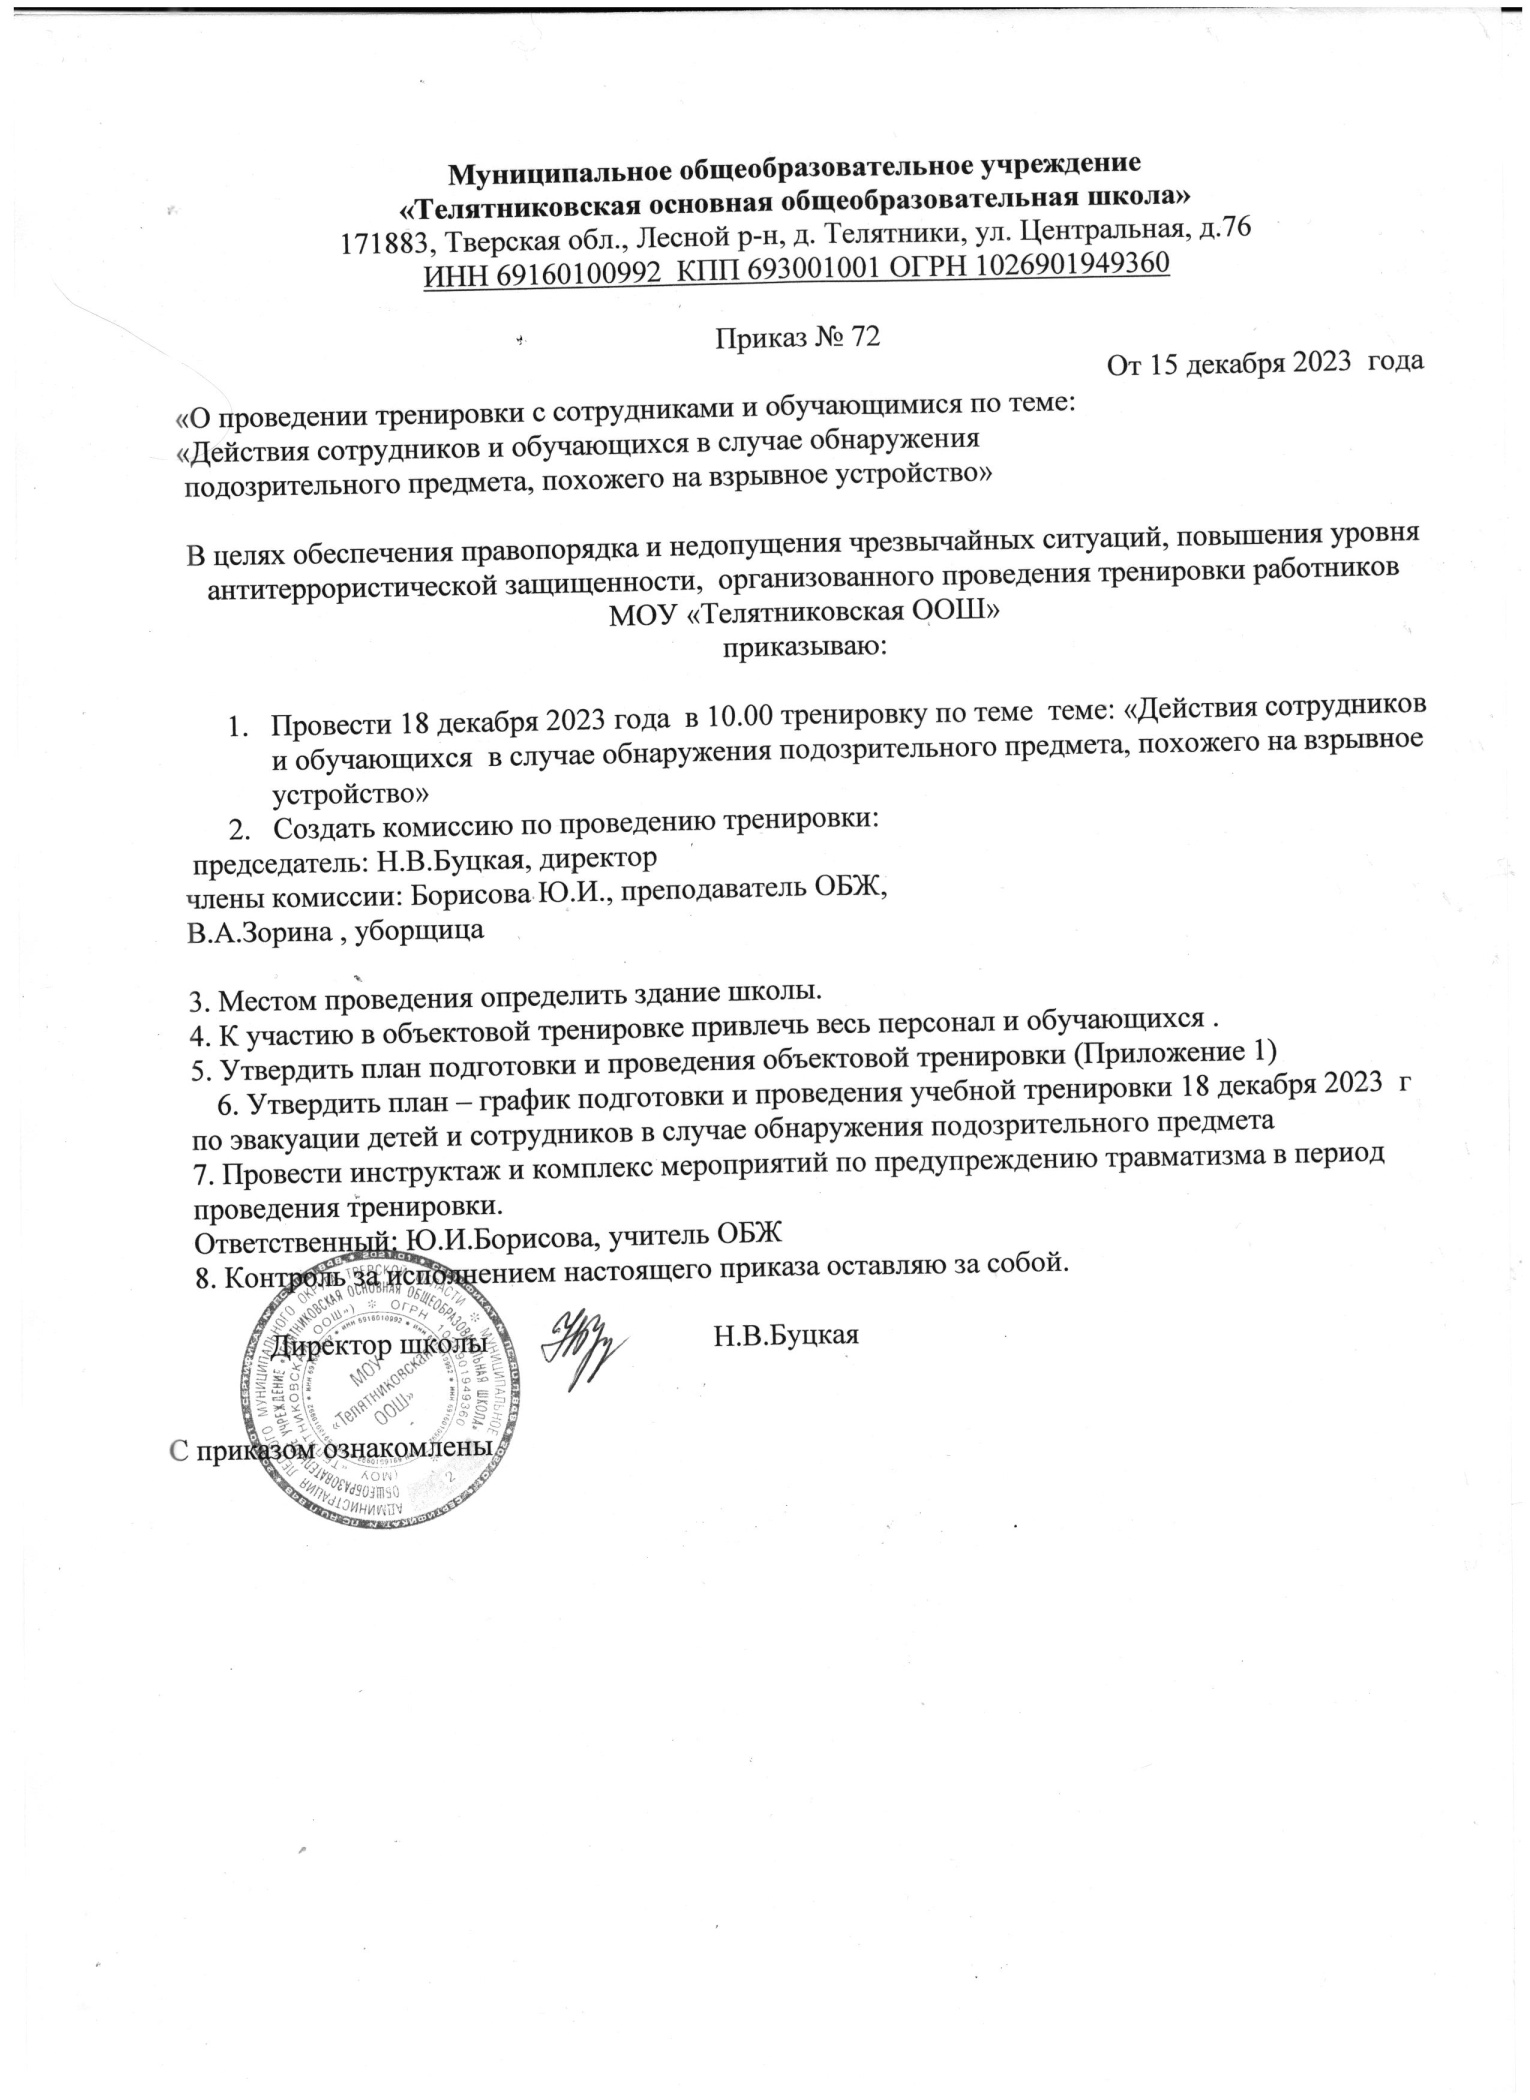 Муниципальное общеобразовательное учреждение
«Телятниковская основная общеобразовательная школа»
171883, Тверская обл., Лесной р-н, д. Телятники, ул. Центральная, д.76
ИНН 69160100992  КПП 693001001 ОГРН 1026901949360
Приказ № 72
От 15 декабря 2023  года
«О проведении тренировки с сотрудниками и обучающимися по теме:
«Действия сотрудников и обучающихся в случае обнаружения
подозрительного предмета, похожего на взрывное устройство»
В целях обеспечения правопорядка и недопущения чрезвычайных ситуаций, повышения уровня
антитеррористической защищенности,  организованного проведения тренировки работников
МОУ «Телятниковская ООШ»
приказываю:
1. Провести 18 декабря 2023 года  в 10.00 тренировку по теме  теме: «Действия сотрудников
и обучающихся  в случае обнаружения подозрительного предмета, похожего на взрывное
устройство»
2. Создать комиссию по проведению тренировки:
председатель: Н.В.Буцкая, директор
члены комиссии: Борисова Ю.И., преподаватель ОБЖ,
В.А.Зорина , уборщица
3. Местом проведения определить здание школы.
4. К участию в объектовой тренировке привлечь весь персонал и обучающихся .
5. Утвердить план подготовки и проведения объектовой тренировки (Приложение 1)
6. Утвердить план – график подготовки и проведения учебной тренировки 18 декабря 2023  г
по эвакуации детей и сотрудников в случае обнаружения подозрительного предмета
7. Провести инструктаж и комплекс мероприятий по предупреждению травматизма в период
проведения тренировки.
Ответственный: Ю.И.Борисова, учитель ОБЖ
8. Контроль за исполнением настоящего приказа оставляю за собой.
Директор школы Н.В.Буцкая
МОУ
«Телятниковская
ООШ»
С приказом ознакомлены